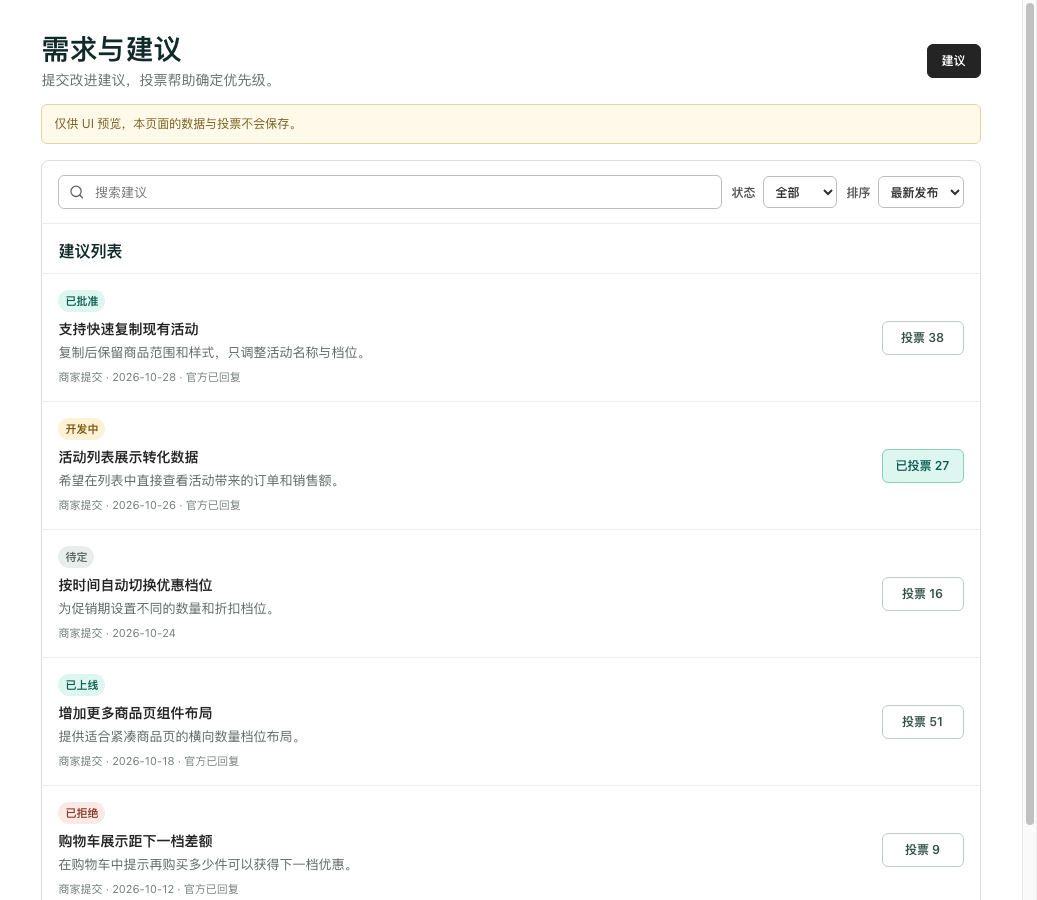 需求与建议
提交改进建议，投票帮助确定优先级。
建议
仅供 UI 预览，本页面的数据与投票不会保存。
搜索建议
状态
全部
排序
最新发布
建议列表
已批准
支持快速复制现有活动
复制后保留商品范围和样式，只调整活动名称与档位。
商家提交 · 2026-10-28 · 官方已回复
投票 38
开发中
活动列表展示转化数据
希望在列表中直接查看活动带来的订单和销售额。
商家提交 · 2026-10-26 · 官方已回复
已投票 27
待定
按时间自动切换优惠档位
为促销期设置不同的数量和折扣档位。
商家提交 · 2026-10-24
投票 16
已上线
增加更多商品页组件布局
提供适合紧凑商品页的横向数量档位布局。
商家提交 · 2026-10-18 · 官方已回复
投票 51
已拒绝
购物车展示距下一档差额
在购物车中提示再购买多少件可以获得下一档优惠。
商家提交 · 2026-10-12 · 官方已回复
投票 9